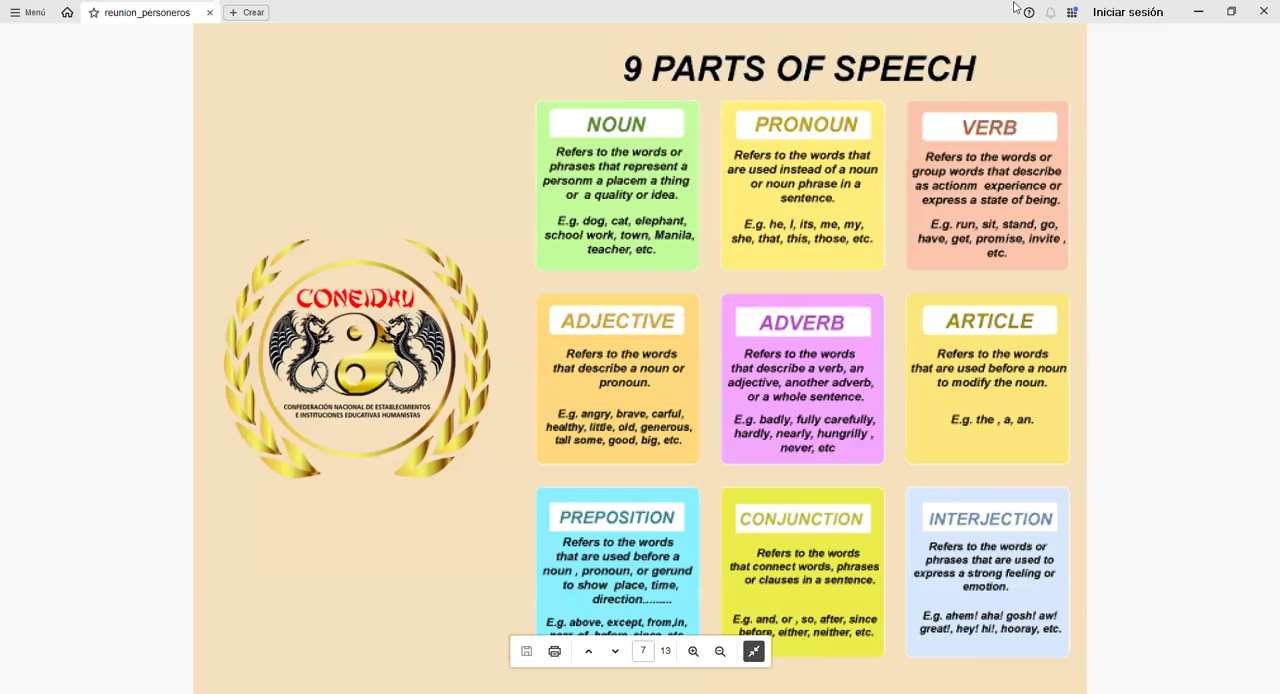 Menú
reunion_personeros
Crear
Iniciar sesión
9 PARTS OF SPEECH
NOUN
Refers to the words or
phrases that represent a
personm a placem a thing
or a quality or idea.
E.g. dog, cat, elephant,
school work, town, Manila,
teacher, etc.
PRONOUN
Refers to the words that
are used instead of a noun
or noun phrase in a
sentence.
E.g. he, I, its, me, my,
she, that, this, those, etc.
VERB
Refers to the words or
group words that describe
as actionm experience or
express a state of being.
E.g. run, sit, stand, go,
have, get, promise, invite ,
etc.
CONEIDHU
CONFEDERACIÓN NACIONAL DE ESTABLECIMIENTOS
E INSTITUCIONES EDUCATIVAS HUMANISTAS
ADJECTIVE
Refers to the words
that describe a noun or
pronoun.
E.g. angry, brave, carful,
healthy, little, old, generous,
tall some, good, big, etc.
ADVERB
Refers to the words
that describe a verb, an
adjective, another adverb,
or a whole sentence.
E.g. badly, fully carefully,
hardly, nearly, hungrilly ,
never, etc
ARTICLE
Refers to the words
that are used before a noun
to modify the noun.
E.g. the , a, an.
PREPOSITION
Refers to the words
that are used before a
noun , pronoun, or gerund
to show place, time,
direction.........
E.g. above, except, from,in,
near of, before, since, etc.
CONJUNCTION
Refers to the words
that connect words, phrases
or clauses in a sentence.
E.g. and, or , so, after, since
before, either, neither, etc.
INTERJECTION
Refers to the words or
phrases that are used to
express a strong feeling or
emotion.
E.g. ahem! aha! gosh! aw!
great!, hey! hi!, hooray, etc.
7 13